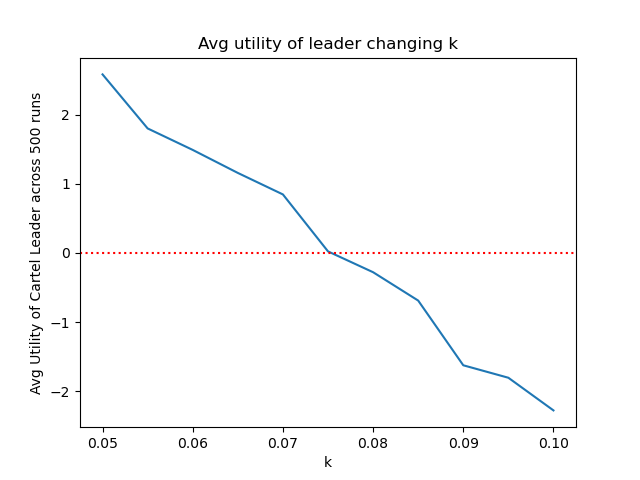 Avg utility of leader changing k
Avg Utility of Cartel Leader across 500 runs
2
1
0
−1
−2
0.05 0.06 0.07 0.08 0.09 0.10
k